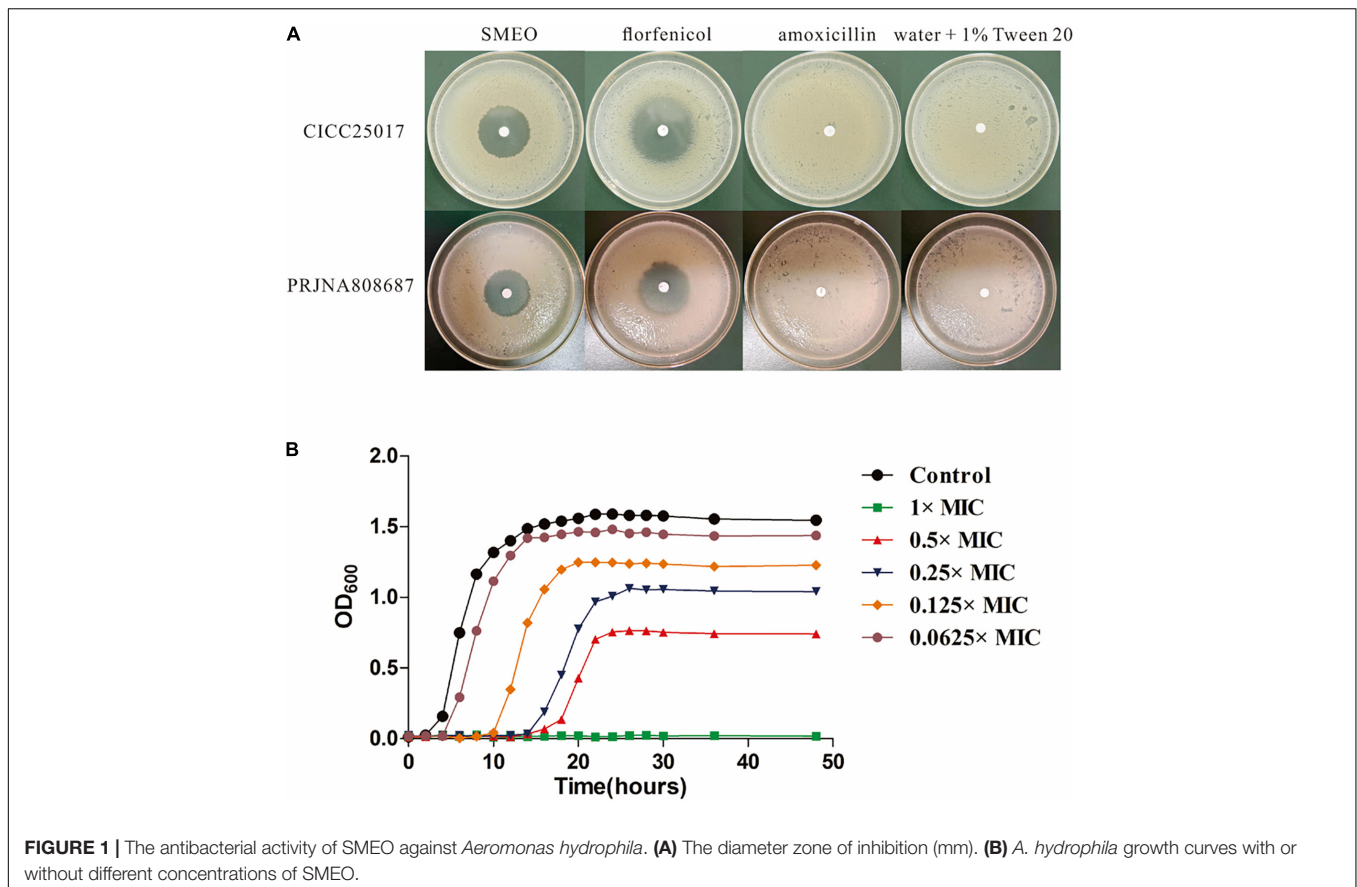 A
SMEO florfenicol amoxicillin water + 1% Tween 20
CICC25017
PRJNA808687
B
2.0
1.5
1.0
0.5
0.0
OD600
0 10 20 30 40 50
Time(hours)
Control
1× MIC
0.5× MIC
0.25× MIC
0.125× MIC
0.0625× MIC
FIGURE 1 | The antibacterial activity of SMEO against Aeromonas hydrophila. (A) The diameter zone of inhibition (mm). (B) A. hydrophila growth curves with or
without different concentrations of SMEO.